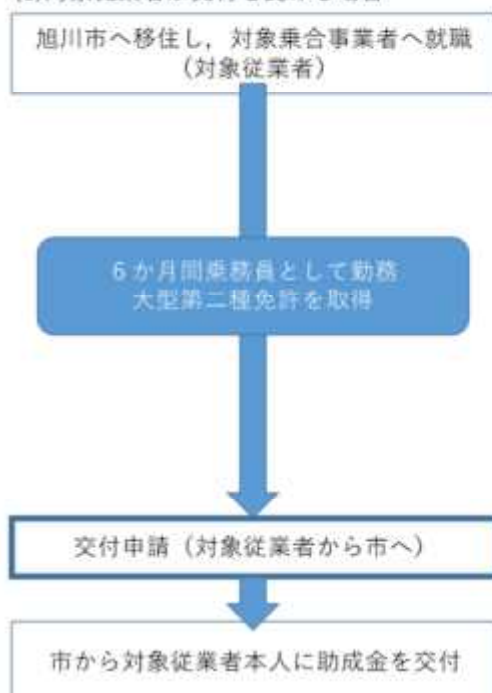 旭川市へ移住し，対象乗合事業者へ就職
（対象従業者）
６か月間乗務員として勤務
大型第二種免許を取得
交付申請（対象従業者から市へ）
市から対象従業者本人に助成金を交付